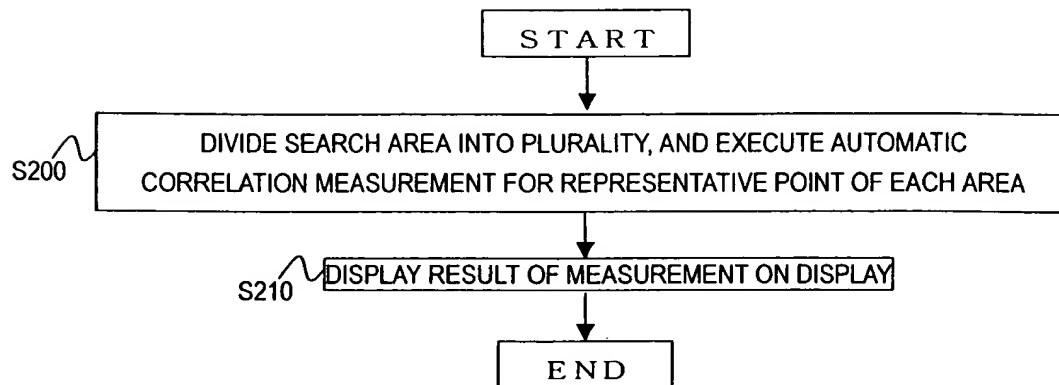 START
DIVIDE SEARCH AREA INTO PLURALITY, AND EXECUTE AUTOMATIC
S200
CORRELATION MEASUREMENT FOR REPRESENTATIVE POINT OF EACH AREA
DISPLAY RESULT OF MEASUREMENT ON DISPLAY
S210
END